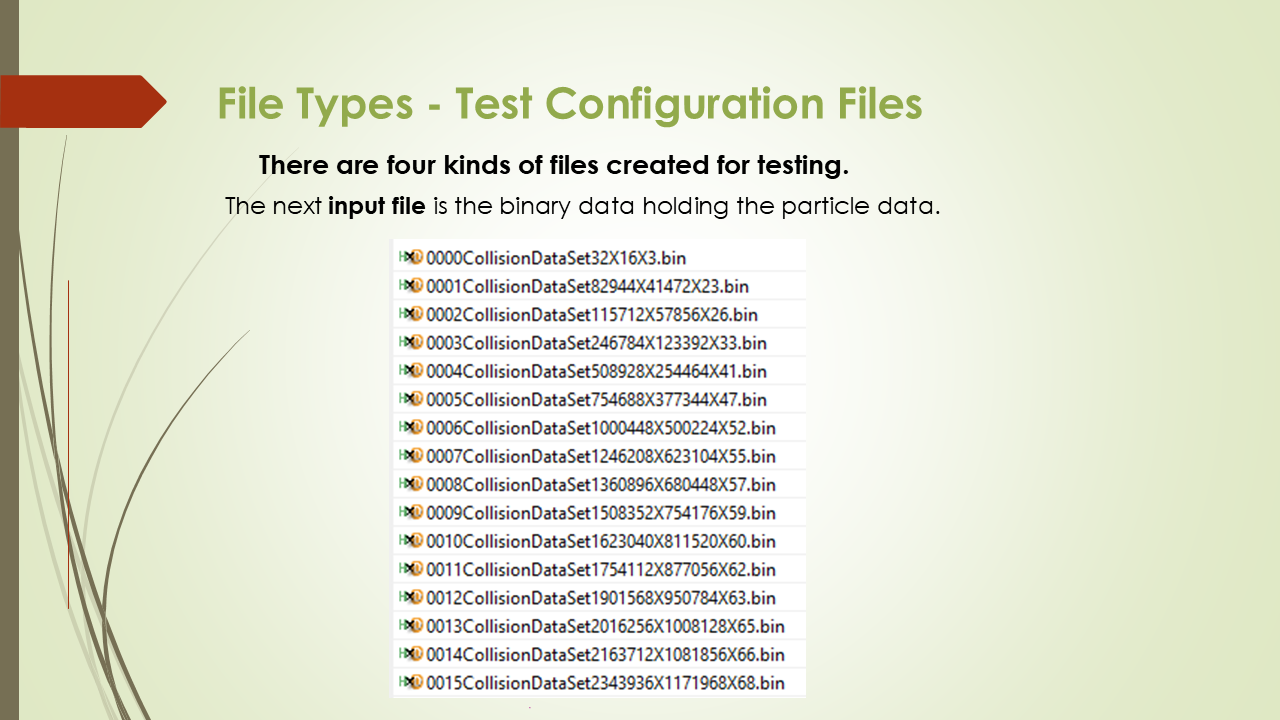 File Types - Test Configuration Files
There are four kinds of files created for testing.
The next input file is the binary data holding the particle data.
0000CollisionDataSet32X16X3.bin
0001CollisionDataSet82944X41472X23.bin
0002CollisionDataSet115712X57856X26.bin
0003CollisionDataSet246784X123392X33.bin
0004CollisionDataSet508928X254464X41.bin
0005CollisionDataSet754688X377344X47.bin
0006CollisionDataSet1000448X500224X52.bin
0007CollisionDataSet1246208X623104X55.bin
0008CollisionDataSet1360896X680448X57.bin
0009CollisionDataSet1508352X754176X59.bin
0010CollisionDataSet1623040X811520X60.bin
0011CollisionDataSet1754112X877056X62.bin
0012CollisionDataSet1901568X950784X63.bin
0013CollisionDataSet2016256X1008128X65.bin
0014CollisionDataSet2163712X1081856X66.bin
0015CollisionDataSet2343936X1171968X68.bin